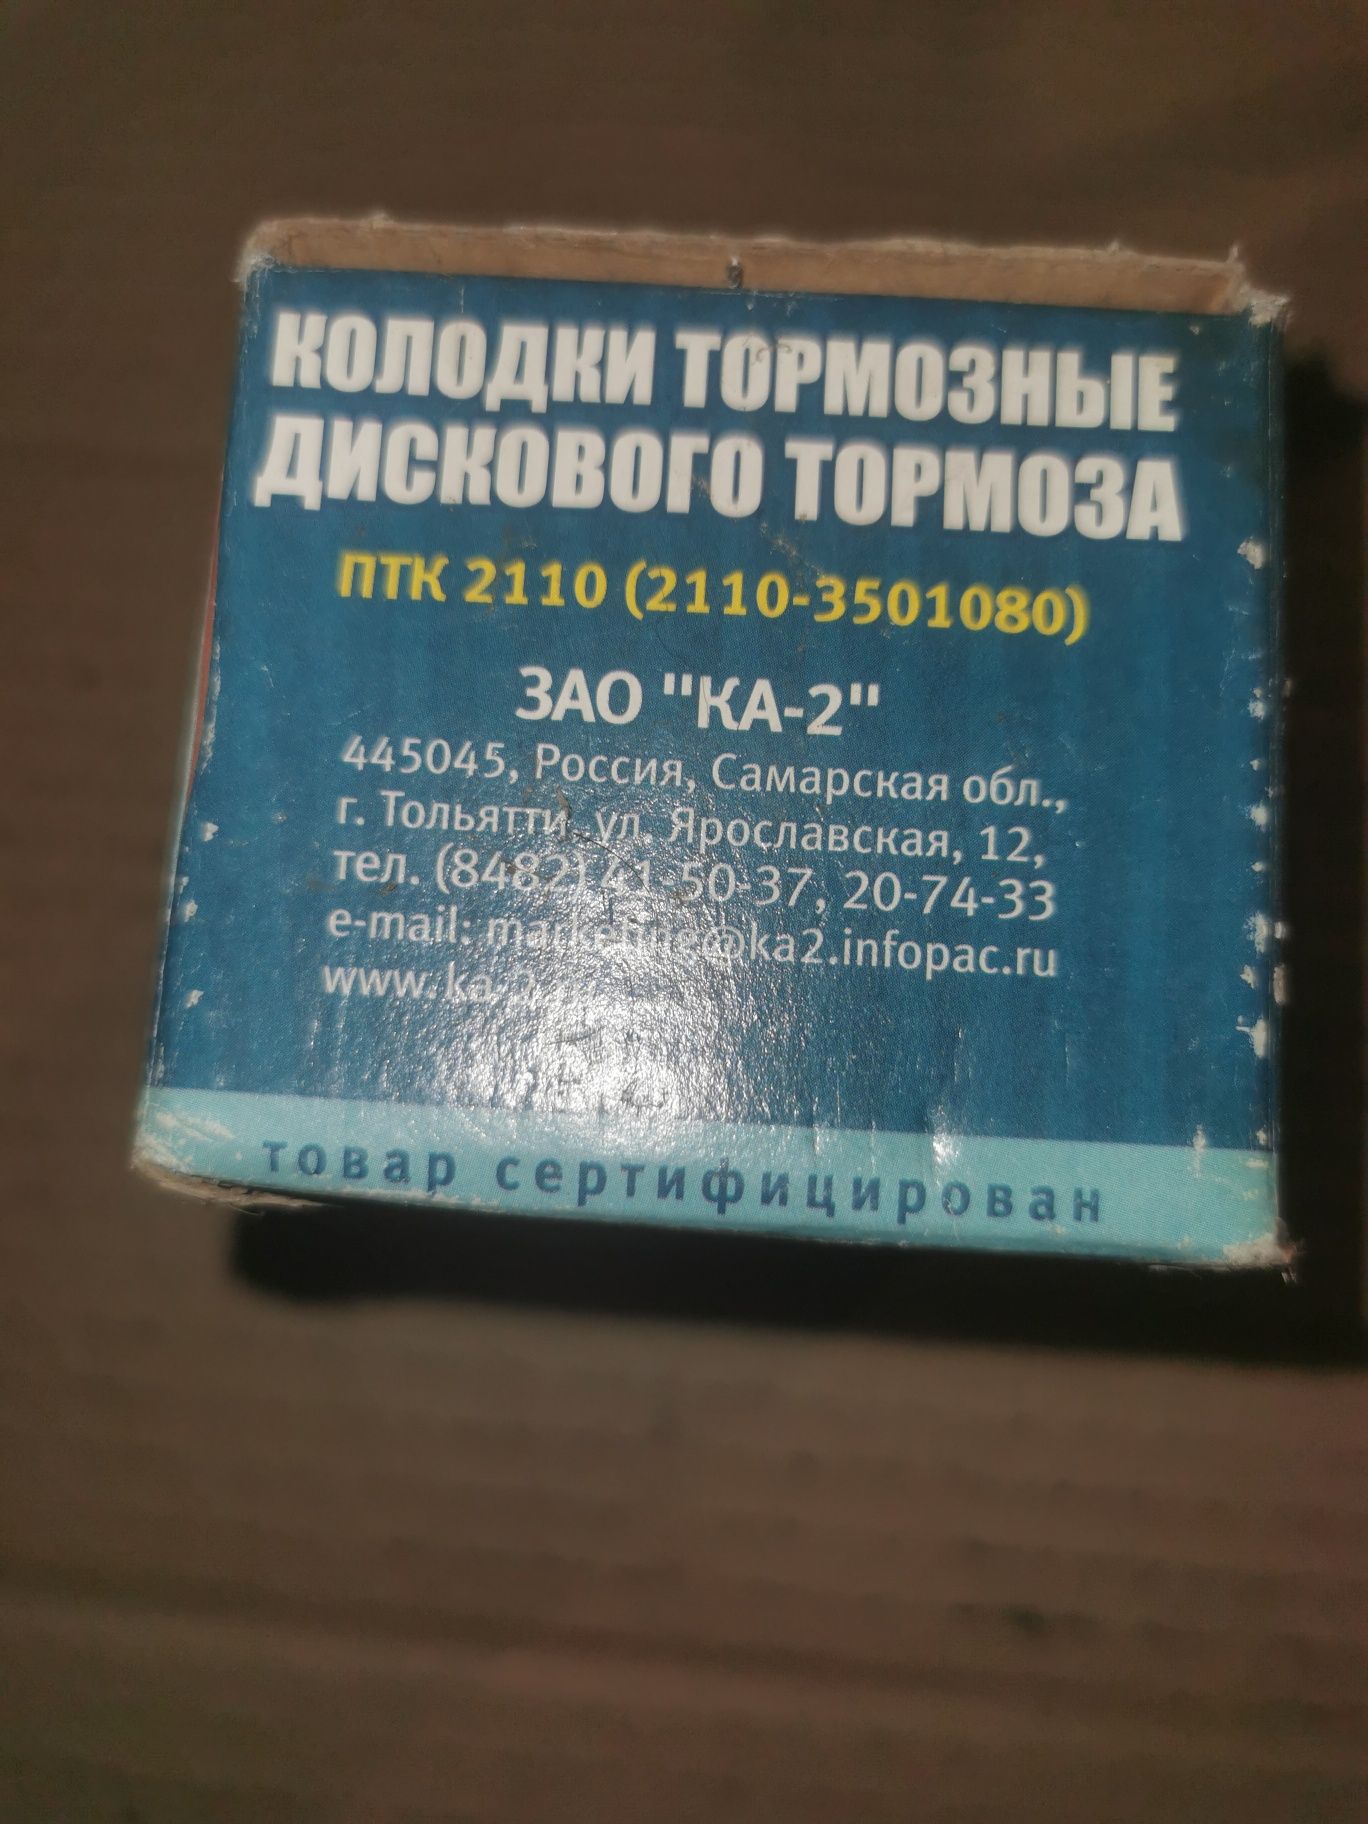 КОЛОДКИ ТОРМОЗНЫЕ
ДИСКОВОГО ТОРМОЗА
ПТК 2110 (2110-3501080)
ЗАО "КА-2"
445045, Россия, Самарская обл.,
г. Тольятти, ул. Ярославская, 12,
тел. (8482) 41-50-37, 20-74-33
e-mail: marketing@ka2.infopac.ru
www.ka-2
товар сертифицирован